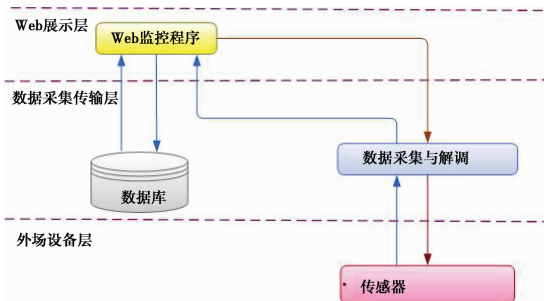 Web展示层
Web监控程序
数据采集传输层
数据采集与解调
数据库
外场设备层
传感器